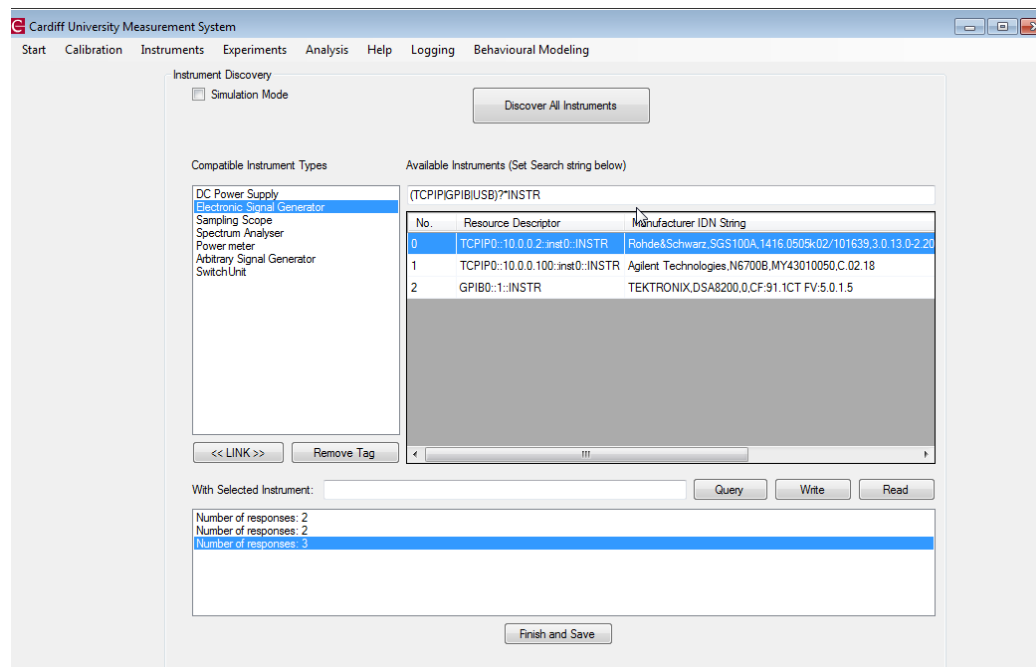 Cardiff University Measurement System
Start Calibration Instruments Experiments Analysis Help Logging Behavioural Modeling
Instrument Discovery
Simulation Mode
Discover All Instruments
Compatible Instrument Types
Available Instruments (Set Search string below)
(TCPIP|GPIB|USB)?*INSTR
DC Power Supply
Electronic Signal Generator
Sampling Scope
Spectrum Analyser
Power meter
Arbitrary Signal Generator
SwitchUnit
No. Resource Descriptor Manufacturer IDN String
0 TCPIP0::10.0.0.2::inst0::INSTR Rohde&Schwarz,SGS100A,1416.0505k02/101639,3.0.13.0-2.20
1 TCPIP0::10.0.0.100::inst0::INSTR Agilent Technologies,N6700B,MY43010050,C.02.18
2 GPIB0::1::INSTR TEKTRONIX,DSA8200,0,CF:91.1CT FV:5.0.1.5
<< LINK >> Remove Tag
With Selected Instrument: Query Write Read
Number of responses: 2
Number of responses: 2
Number of responses: 3
Finish and Save